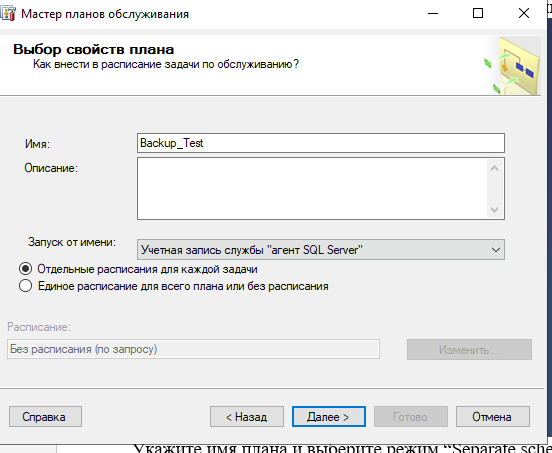 Мастер планов обслуживания
Выбор свойств плана
Как внести в расписание задачи по обслуживанию?
Имя:
Backup_Test
Описание:
Запуск от имени:
Учетная запись службы "агент SQL Server"
Отдельные расписания для каждой задачи
Единое расписание для всего плана или без расписания
Расписание:
Без расписания (по запросу)
Изменить...
Справка
< Назад
Далее >
Готово
Отмена
Укажите имя плана и выберите режим “Separate sche